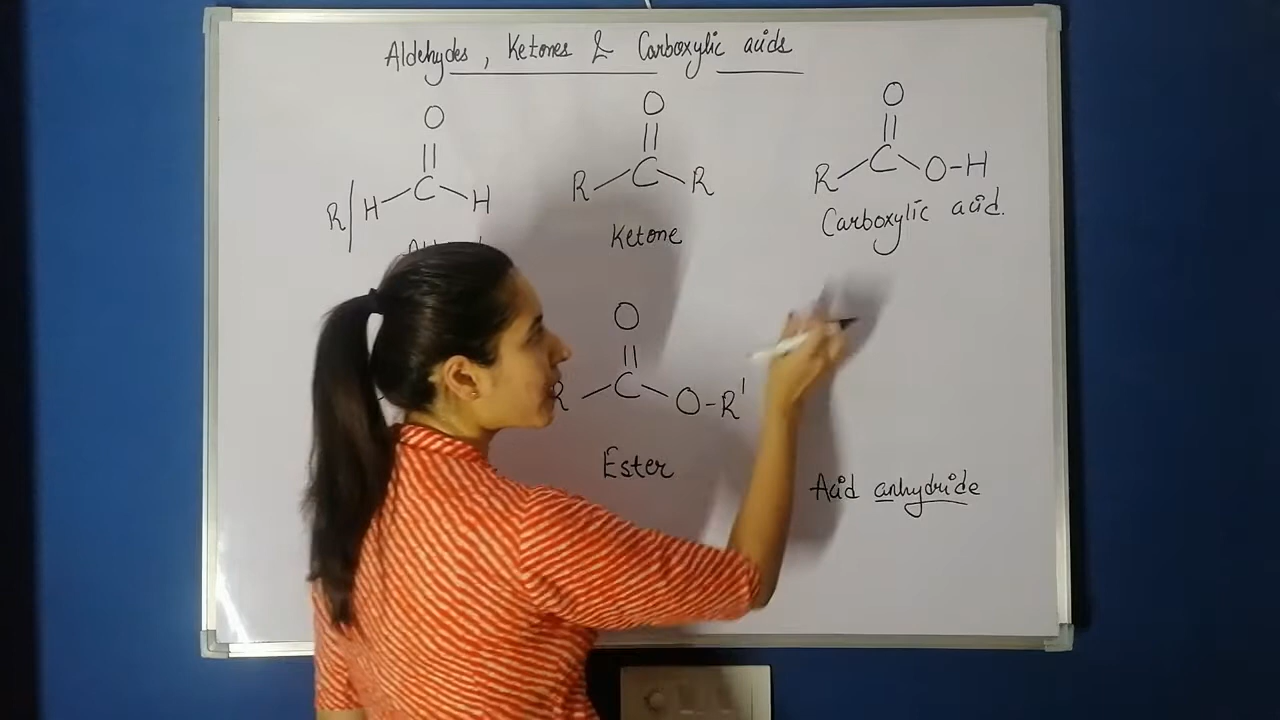 Aldehydes, Ketones & Carboxylic acids
O
||
R/H-C-H
O
||
R-C-R
Ketone
O
||
R-C-O-H
Carboxylic acid.
O
||
R-C-O-R'
Ester
Acid anhydride